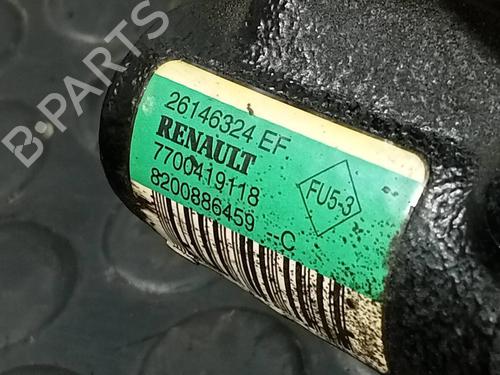 B-PARTS
26146324 EF
RENAULT
7700419118
8200886459 --C
FU5-3